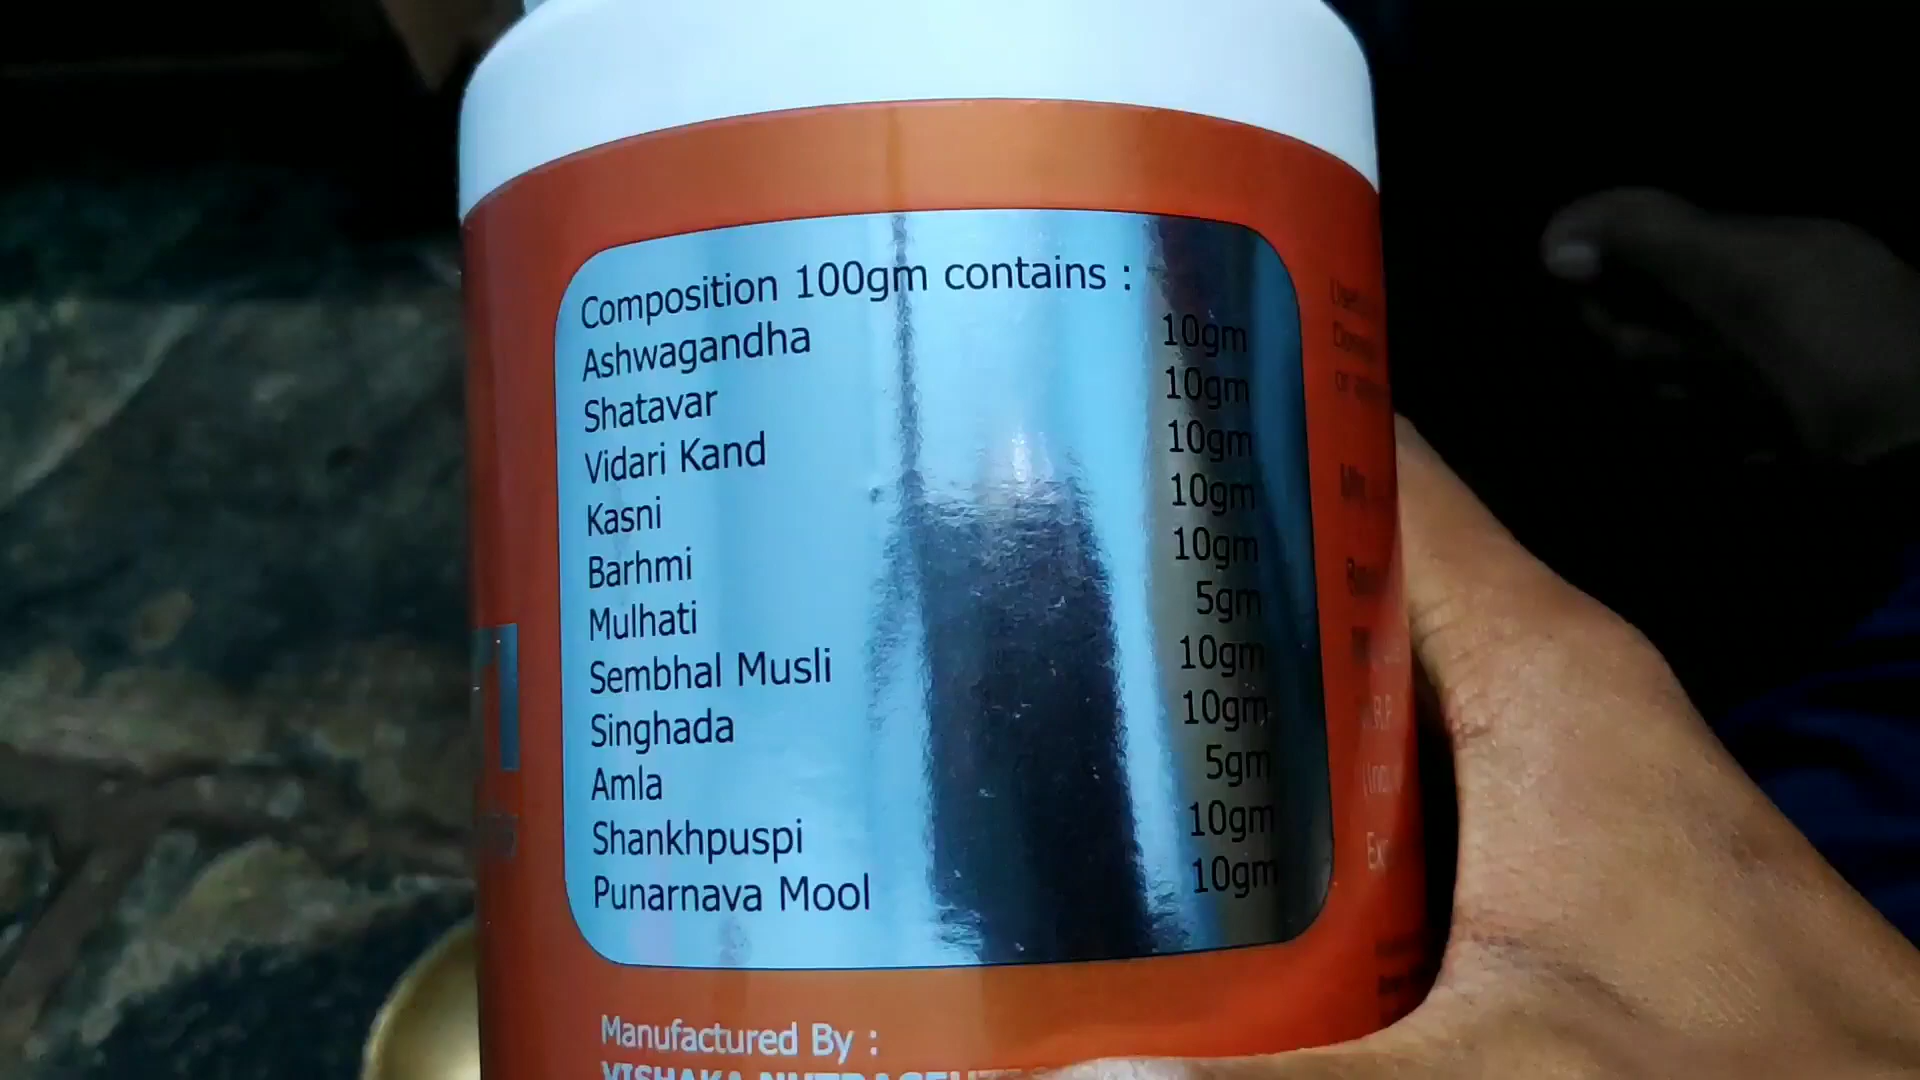 Composition 100gm contains :
Ashwagandha 10gm
Shatavar 10gm
Vidari Kand 10gm
Kasni 10gm
Barhmi 10gm
Mulhati 5gm
Sembhal Musli 10gm
Singhada 10gm
Amla 5gm
Shankhpuspi 10gm
Punarnava Mool 10gm
Manufactured By :
VISHAKA